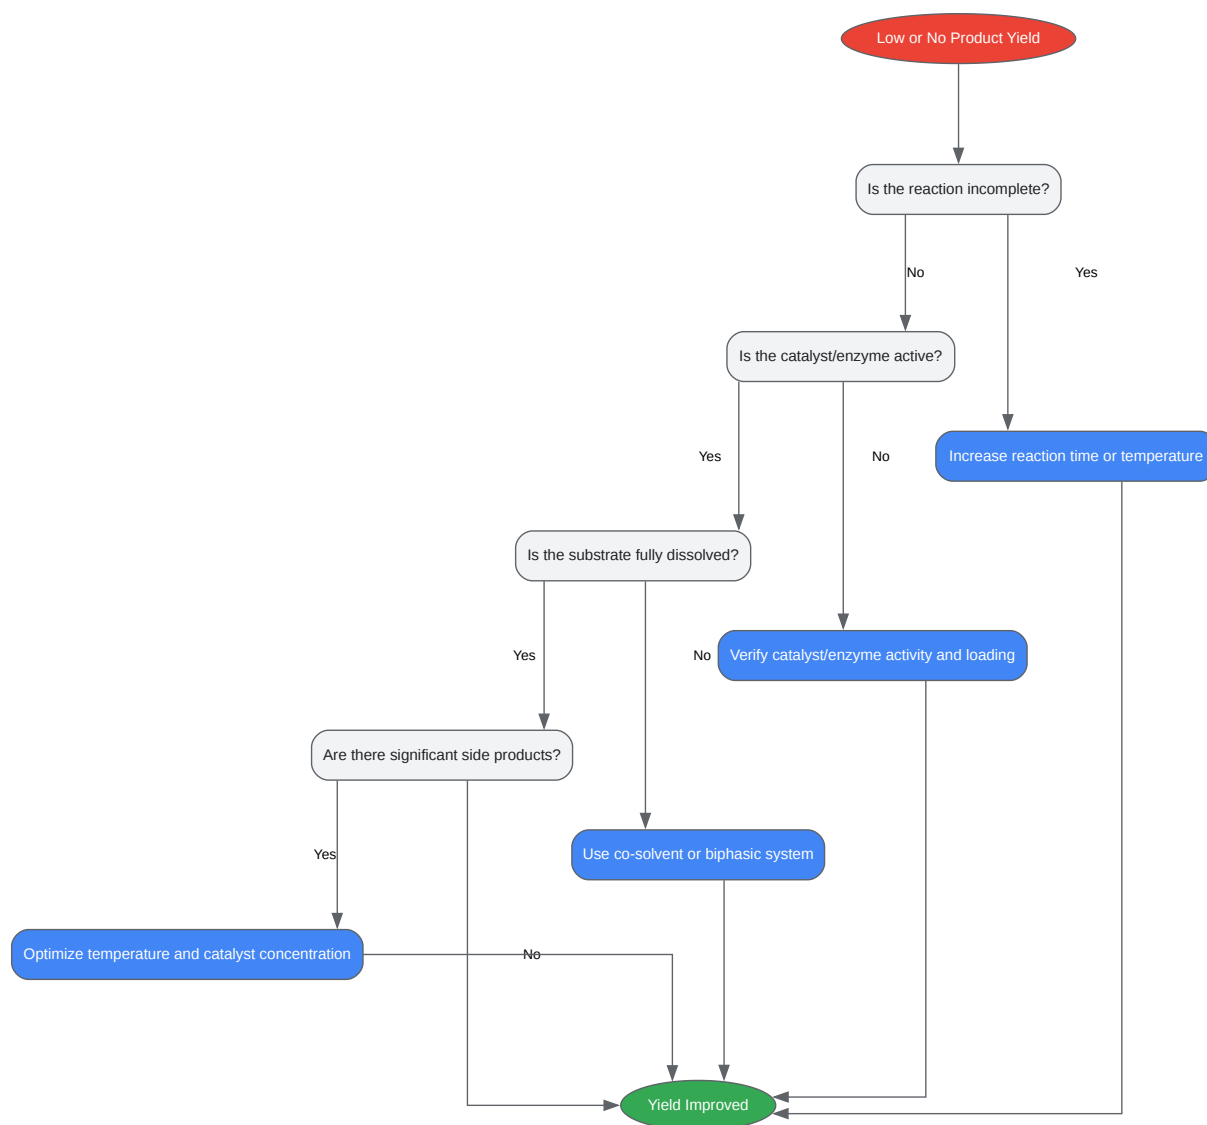 Low or No Product Yield
Is the reaction incomplete?
No
Yes
Is the catalyst/enzyme active?
Yes
No
Increase reaction time or temperature
Is the substrate fully dissolved?
Yes
No
Verify catalyst/enzyme activity and loading
Are there significant side products?
Yes
Use co-solvent or biphasic system
Optimize temperature and catalyst concentration
No
Yield Improved